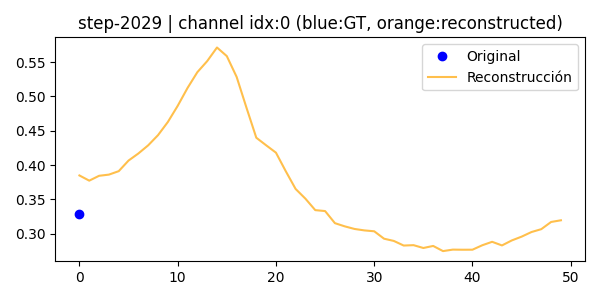 step-2029 | channel idx:0 (blue:GT, orange:reconstructed)
Original
Reconstrucción
0.55
0.50
0.45
0.40
0.35
0.30
0 10 20 30 40 50